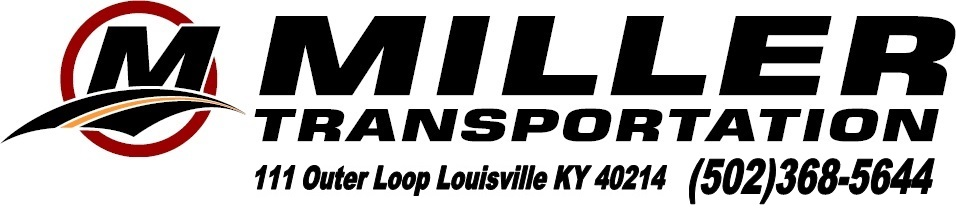 M MILLER
TRANSPORTATION
111 Outer Loop Louisville KY 40214 (502)368-5644